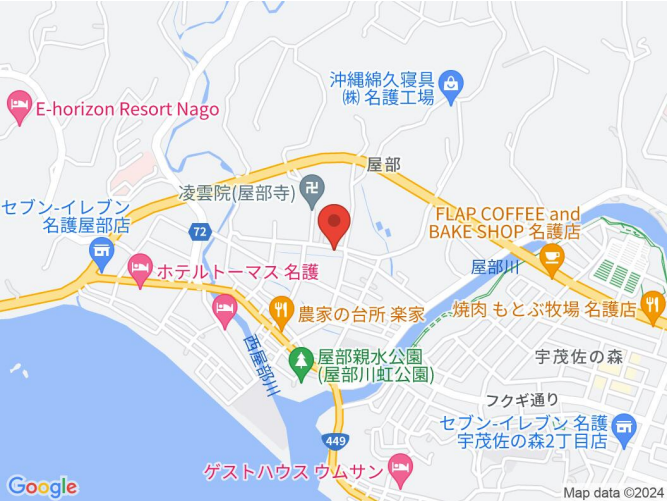 沖縄綿久寝具
㈱ 名護工場
E-horizon Resort Nago
屋部
凌雲院(屋部寺)
セブン-イレブン
名護屋部店
72
FLAP COFFEE and
BAKE SHOP 名護店
屋部川
ホテルトーマス 名護
農家の台所 楽家
焼肉 もとぶ牧場 名護店
西屋部川
屋部親水公園
(屋部川虹公園)
宇茂佐の森
フクギ通り
セブン-イレブン 名護
宇茂佐の森2丁目店
449
ゲストハウス ウムサン
Google
Map data ©2024